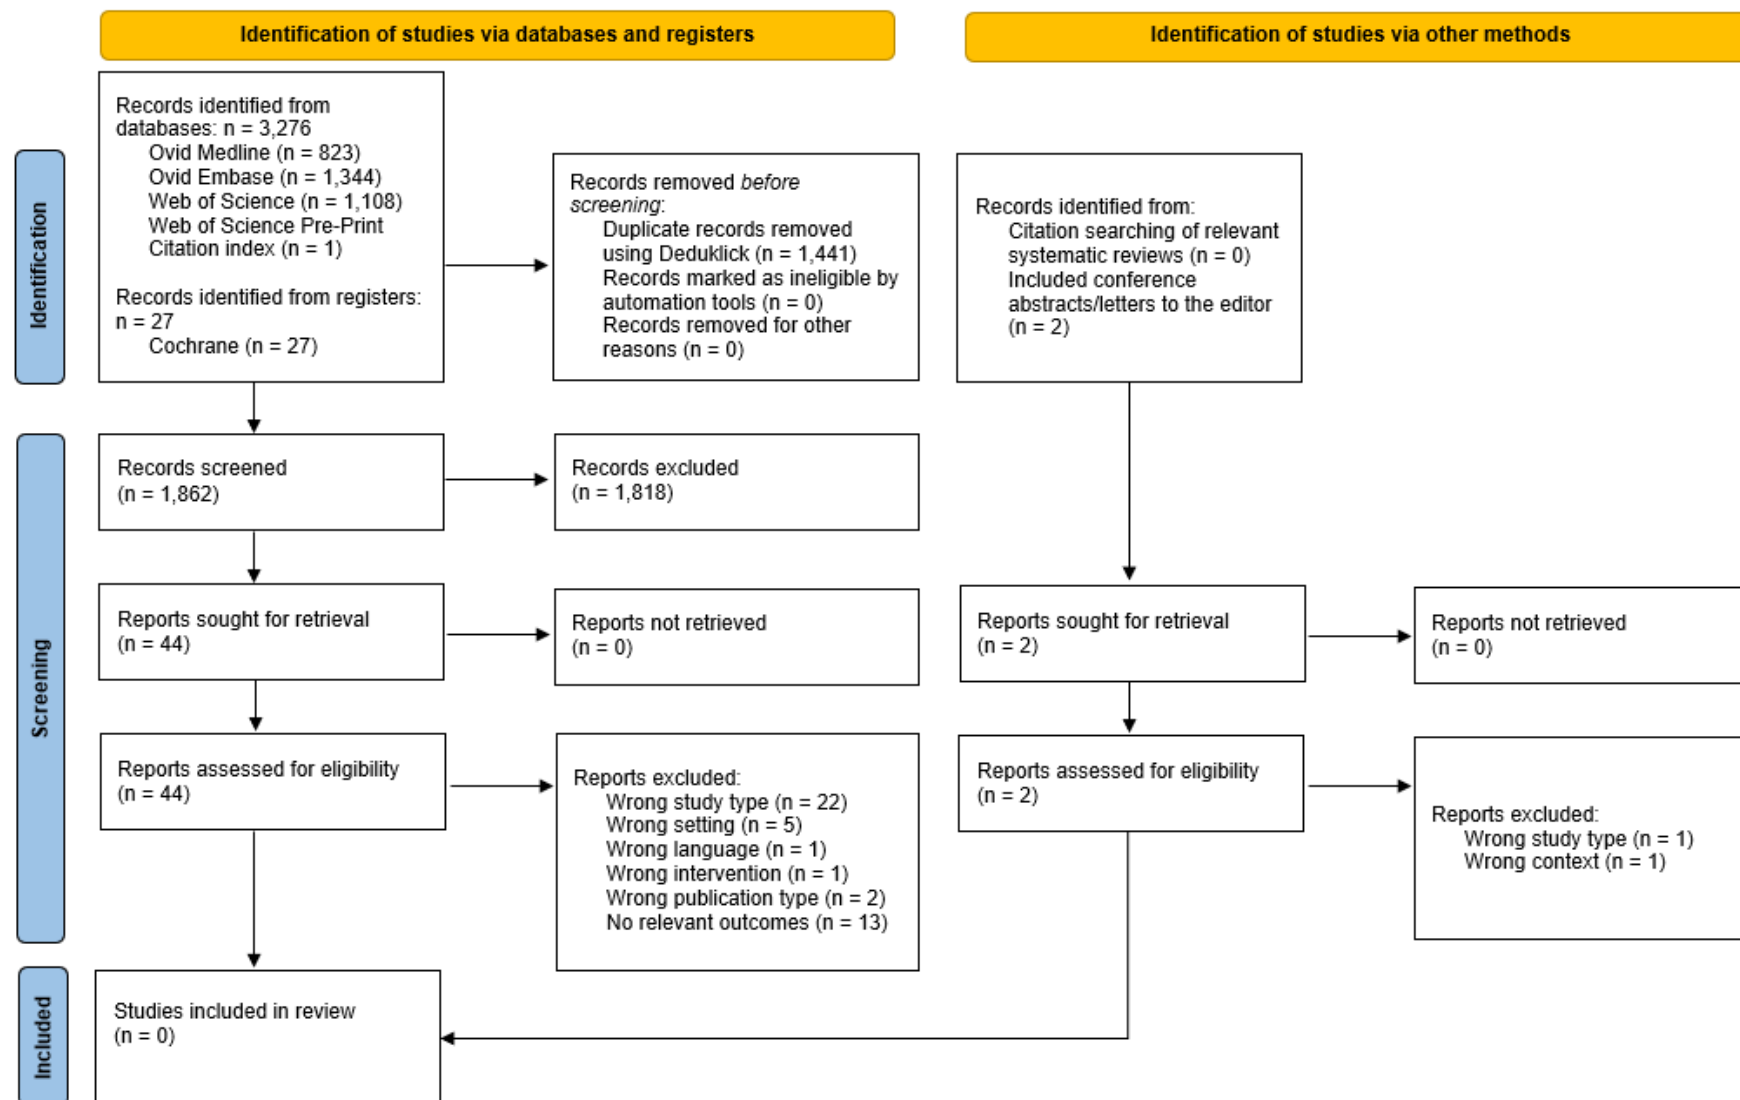 Identification of studies via databases and registers
Identification of studies via other methods
Identification
Records identified from
databases: n = 3,276
Ovid Medline (n = 823)
Ovid Embase (n = 1,344)
Web of Science (n = 1,108)
Web of Science Pre-Print
Citation index (n = 1)
Records identified from registers:
n = 27
Cochrane (n = 27)
Records removed before
screening:
Duplicate records removed
using Deduklick (n = 1,441)
Records marked as ineligible by
automation tools (n = 0)
Records removed for other
reasons (n = 0)
Records identified from:
Citation searching of relevant
systematic reviews (n = 0)
Included conference
abstracts/letters to the editor
(n = 2)
Screening
Records screened
(n = 1,862)
Records excluded
(n = 1,818)
Reports sought for retrieval
(n = 44)
Reports not retrieved
(n = 0)
Reports sought for retrieval
(n = 2)
Reports not retrieved
(n = 0)
Reports assessed for eligibility
(n = 44)
Reports excluded:
Wrong study type (n = 22)
Wrong setting (n = 5)
Wrong language (n = 1)
Wrong intervention (n = 1)
Wrong publication type (n = 2)
No relevant outcomes (n = 13)
Reports assessed for eligibility
(n = 2)
Reports excluded:
Wrong study type (n = 1)
Wrong context (n = 1)
Included
Studies included in review
(n = 0)